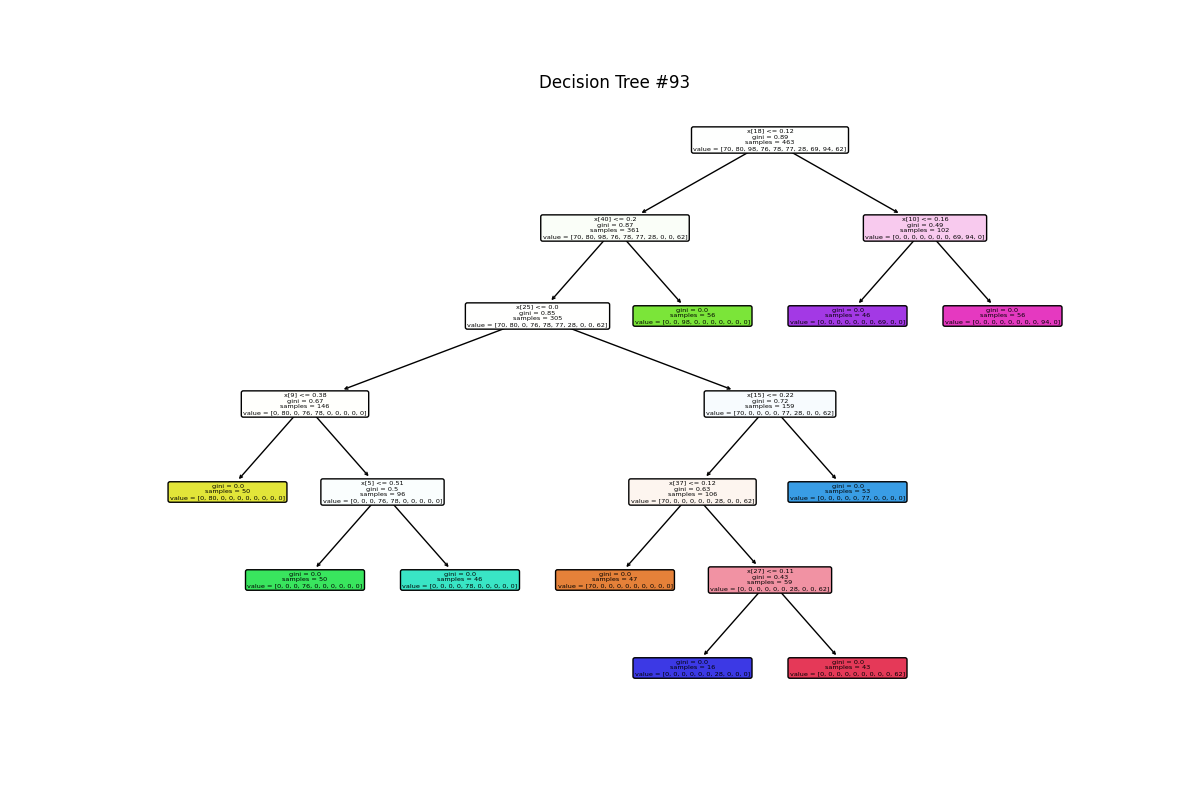 Decision Tree #93
x[18] <= 0.12
gini = 0.89
samples = 463
value = [70, 80, 98, 76, 78, 77, 28, 69, 94, 62]
x[40] <= 0.2
gini = 0.87
samples = 361
value = [70, 80, 98, 76, 78, 77, 28, 0, 0, 62]
x[10] <= 0.16
gini = 0.49
samples = 102
value = [0, 0, 0, 0, 0, 0, 0, 69, 94, 0]
x[25] <= 0.0
gini = 0.85
samples = 305
value = [70, 80, 0, 76, 78, 77, 28, 0, 0, 62]
gini = 0.0
samples = 56
value = [0, 0, 98, 0, 0, 0, 0, 0, 0, 0]
gini = 0.0
samples = 46
value = [0, 0, 0, 0, 0, 0, 0, 69, 0, 0]
gini = 0.0
samples = 56
value = [0, 0, 0, 0, 0, 0, 0, 0, 94, 0]
x[9] <= 0.38
gini = 0.67
samples = 146
value = [0, 80, 0, 76, 78, 0, 0, 0, 0, 0]
x[15] <= 0.22
gini = 0.72
samples = 159
value = [70, 0, 0, 0, 0, 77, 28, 0, 0, 62]
gini = 0.0
samples = 50
value = [0, 80, 0, 0, 0, 0, 0, 0, 0, 0]
x[5] <= 0.51
gini = 0.5
samples = 96
value = [0, 0, 0, 76, 78, 0, 0, 0, 0, 0]
x[37] <= 0.12
gini = 0.63
samples = 106
value = [70, 0, 0, 0, 0, 0, 28, 0, 0, 62]
gini = 0.0
samples = 53
value = [0, 0, 0, 0, 0, 77, 0, 0, 0, 0]
gini = 0.0
samples = 50
value = [0, 0, 0, 76, 0, 0, 0, 0, 0, 0]
gini = 0.0
samples = 46
value = [0, 0, 0, 0, 78, 0, 0, 0, 0, 0]
gini = 0.0
samples = 47
value = [70, 0, 0, 0, 0, 0, 0, 0, 0, 0]
x[27] <= 0.11
gini = 0.43
samples = 59
value = [0, 0, 0, 0, 0, 0, 28, 0, 0, 62]
gini = 0.0
samples = 16
value = [0, 0, 0, 0, 0, 0, 28, 0, 0, 0]
gini = 0.0
samples = 43
value = [0, 0, 0, 0, 0, 0, 0, 0, 0, 62]